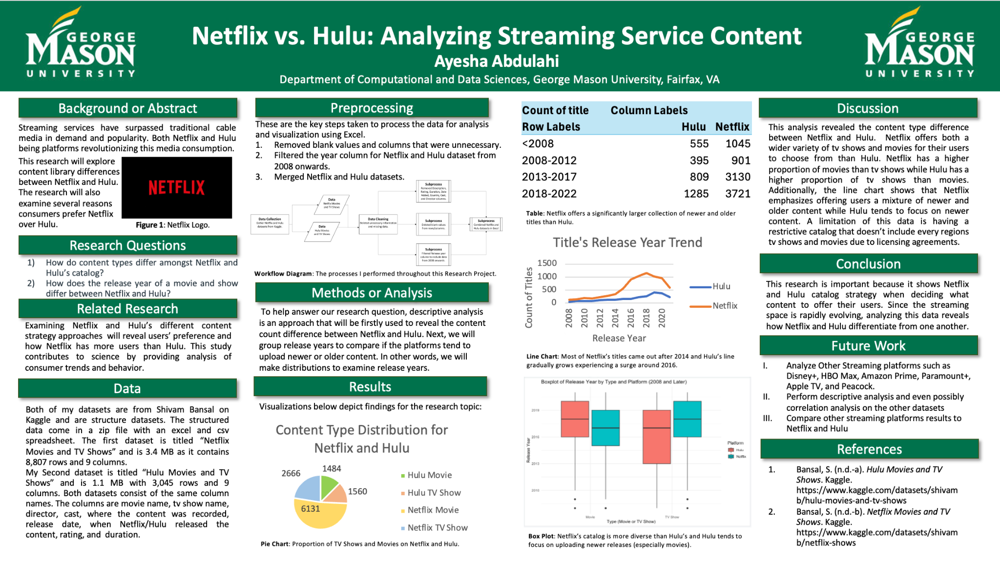 GEORGE
MASON
UNIVERSITY
Netflix vs. Hulu: Analyzing Streaming Service Content
Ayesha Abdulahi
Department of Computational and Data Sciences, George Mason University, Fairfax, VA
GEORGE
MASON
UNIVERSITY
Background or Abstract
Streaming services have surpassed traditional cable
media in demand and popularity. Both Netflix and Hulu
being platforms revolutionizing this media consumption.
This research will explore
content library differences
between Netflix and Hulu.
The research will also
examine several reasons
consumers prefer Netflix
over Hulu.
NETFLIX
Figure 1: Netflix Logo.
Research Questions
1) How do content types differ amongst Netflix and
Hulu's catalog?
2) How does the release year of a movie and show
differ between Netflix and Hulu?
Related Research
Examining Netflix and Hulu's different content
strategy approaches will reveal users' preference and
how Netflix has more users than Hulu. This study
contributes to science by providing analysis of
consumer trends and behavior.
Data
Both of my datasets are from Shivam Bansal on
Kaggle and are structure datasets. The structured
data come in a zip file with an excel and csv
spreadsheet. The first dataset is titled "Netflix
Movies and TV Shows" and is 3.4 MB as it contains
8,807 rows and 9 columns.
My Second dataset is titled "Hulu Movies and TV
Shows" and is 1.1 MB with 3,045 rows and 9
columns. Both datasets consist of the same column
names. The columns are movie name, tv show name,
director, cast, where the content was recorded,
release date, when Netflix/Hulu released the
content, rating, and duration.
Preprocessing
These are the key steps taken to process the data for analysis
and visualization using Excel.
1. Removed blank values and columns that were unnecessary.
2. Filtered the year column for Netflix and Hulu dataset from
2008 onwards.
3. Merged Netflix and Hulu datasets.
Data Collection
Gather Netflix and Hulu
datasets from Kaggle.
Data
Netflix Movies
and TV Shows
Data
Hulu Movies
and TV Shows
Data Cleaning
Deleted unnecessary information
and missing data.
Subprocess
Removed Description,
Rating, Duration, Date
Added, Country, Cast,
and Director columns.
Subprocess
Deleted blank values
from rows/columns.
Subprocess
Filtered Release year
column to include data
from 2008 onwards.
Subprocess
Combined Netflix and
Hulu datasets in Excel
Workflow Diagram: The processes I performed throughout this Research Project.
Methods or Analysis
To help answer our research question, descriptive analysis
is an approach that will be firstly used to reveal the content
count difference between Netflix and Hulu. Next, we will
group release years to compare if the platforms tend to
upload newer or older content. In other words, we will
make distributions to examine release years.
Results
Visualizations below depict findings for the research topic:
Content Type Distribution for
Netflix and Hulu
2666
1484
1560
6131
Hulu Movie
Hulu TV Show
Netflix Movie
Netflix TV Show
Pie Chart: Proportion of TV Shows and Movies on Netflix and Hulu.
Count of title Column Labels
Row Labels Hulu Netflix
<2008 555 1045
2008-2012 395 901
2013-2017 809 3130
2018-2022 1285 3721
Table: Netflix offers a significantly larger collection of newer and older
titles than Hulu.
Title's Release Year Trend
Count of Titles
1500
1000
500
0
2008 2010 2012 2014 2016 2018 2020
Release Year
Hulu
Netflix
Line Chart: Most of Netflix's titles came out after 2014 and Hulu's line
gradually grows experiencing a surge around 2016.
Boxplot of Release Year by Type and Platform (2008 and Later)
Release Year
2019
2016
2013
2010
Movie TV Show
Type (Movie or TV Show)
Platform
Hulu
Netflix
Box Plot: Netflix's catalog is more diverse than Hulu's and Hulu tends to
focus on uploading newer releases (especially movies).
Discussion
This analysis revealed the content type difference
between Netflix and Hulu. Netflix offers both a
wider variety of tv shows and movies for their users
to choose from than Hulu. Netflix has a higher
proportion of movies than tv shows while Hulu has a
higher proportion of tv shows than movies.
Additionally, the line chart shows that Netflix
emphasizes offering users a mixture of newer and
older content while Hulu tends to focus on newer
content. A limitation of this data is having a
restrictive catalog that doesn't include every regions
tv shows and movies due to licensing agreements.
Conclusion
This research is important because it shows Netflix
and Hulu catalog strategy when deciding what
content to offer their users. Since the streaming
space is rapidly evolving, analyzing this data reveals
how Netflix and Hulu differentiate from one another.
Future Work
I. Analyze Other Streaming platforms such as
Disney+, HBO Max, Amazon Prime, Paramount+,
Apple TV, and Peacock.
II. Perform descriptive analysis and even possibly
correlation analysis on the other datasets
III. Compare other streaming platforms results to
Netflix and Hulu
References
1. Bansal, S. (n.d.-a). Hulu Movies and TV
Shows. Kaggle.
https://www.kaggle.com/datasets/shivam
b/hulu-movies-and-tv-shows
2. Bansal, S. (n.d.-b). Netflix Movies and TV
Shows. Kaggle.
https://www.kaggle.com/datasets/shivam
b/netflix-shows